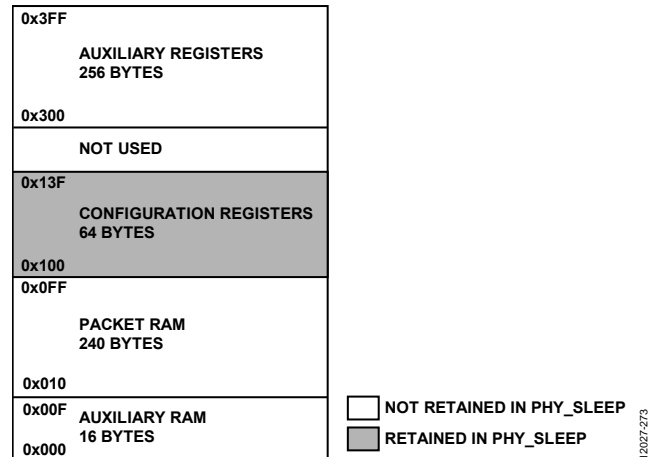 0x3FF
AUXILIARY REGISTERS
256 BYTES
0x300
NOT USED
0x13F
CONFIGURATION REGISTERS
64 BYTES
0x100
0x0FF
PACKET RAM
240 BYTES
0x010
0x00F
AUXILIARY RAM
16 BYTES
0x000
NOT RETAINED IN PHY_SLEEP
RETAINED IN PHY_SLEEP
12027-273